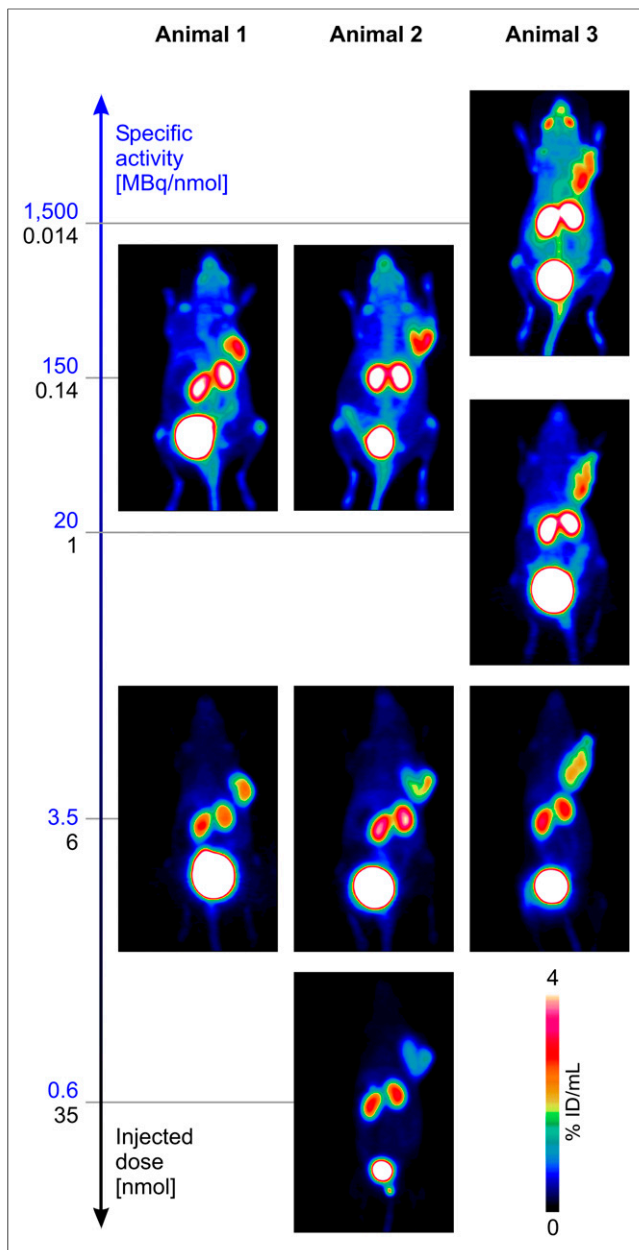 Animal 1 Animal 2 Animal 3
Specific
activity
[MBq/nmol]
1,500
0.014
150
0.14
20
1
3.5
6
0.6
35
Injected
dose
[nmol]
4
% ID/mL
0